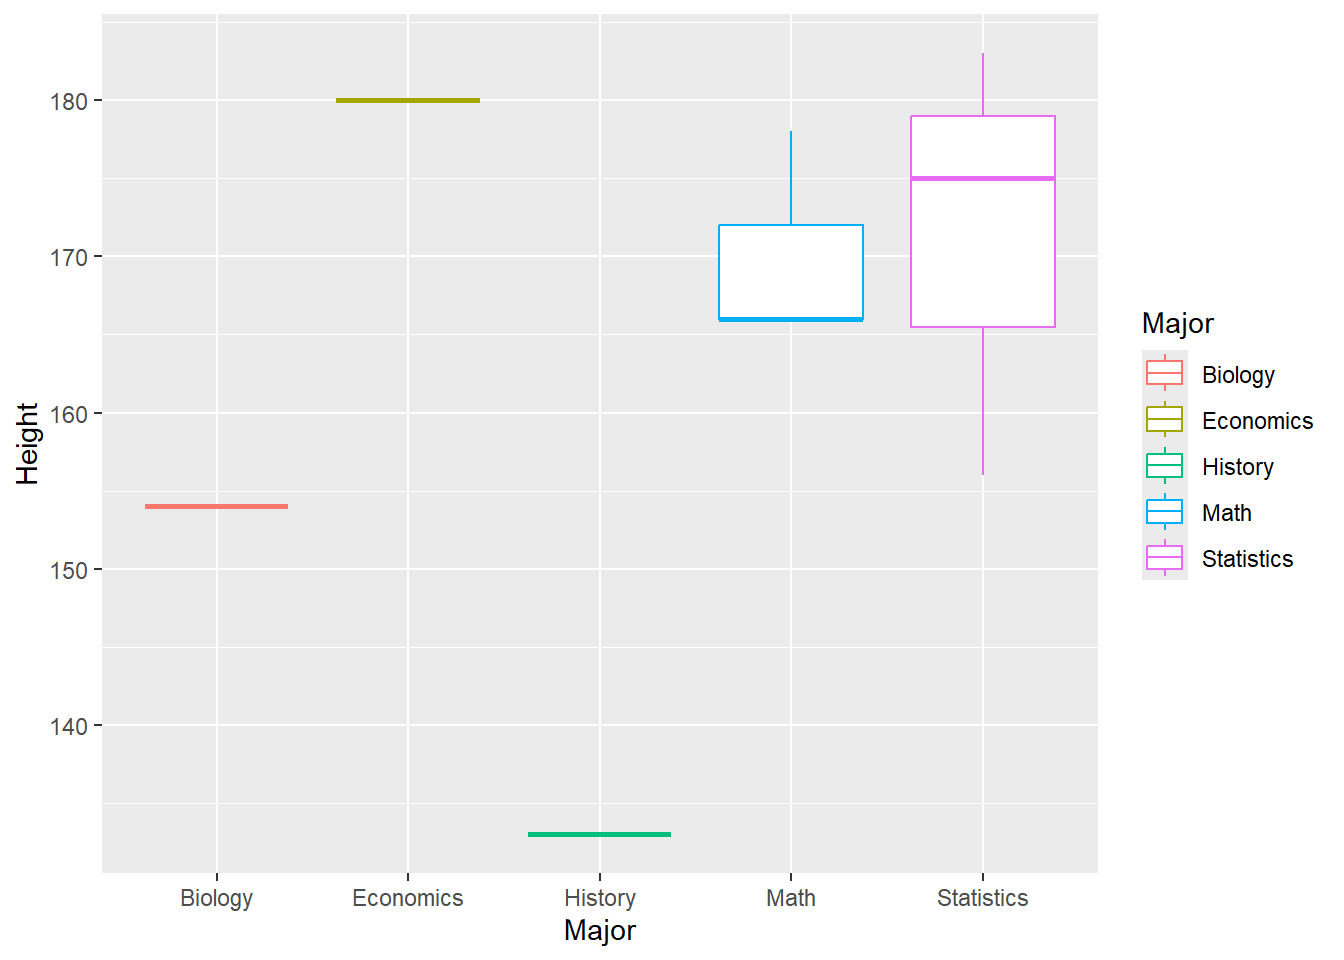 Height
180
170
160
150
140
Biology Economics History Math Statistics
Major
Major
Biology
Economics
History
Math
Statistics